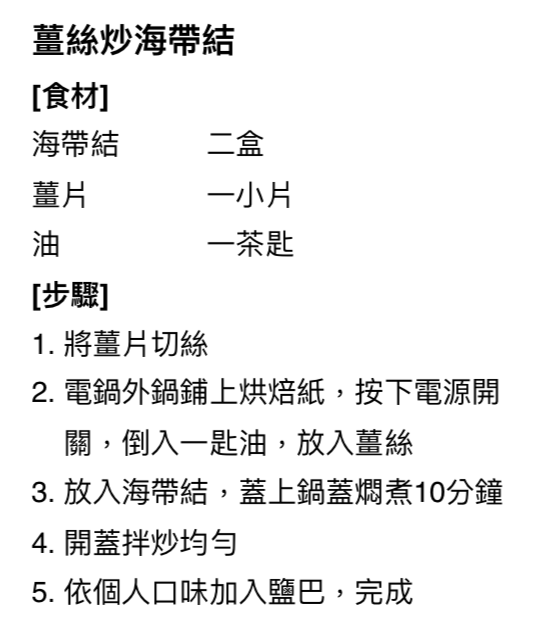 薑絲炒海帶結
[食材]
海帶結 二盒
薑片 一小片
油 一茶匙
[步驟]
1. 將薑片切絲
2. 電鍋外鍋鋪上烘焙紙，按下電源開
關，倒入一匙油，放入薑絲
3. 放入海帶結，蓋上鍋蓋燜煮10分鐘
4. 開蓋拌炒均勻
5. 依個人口味加入鹽巴，完成